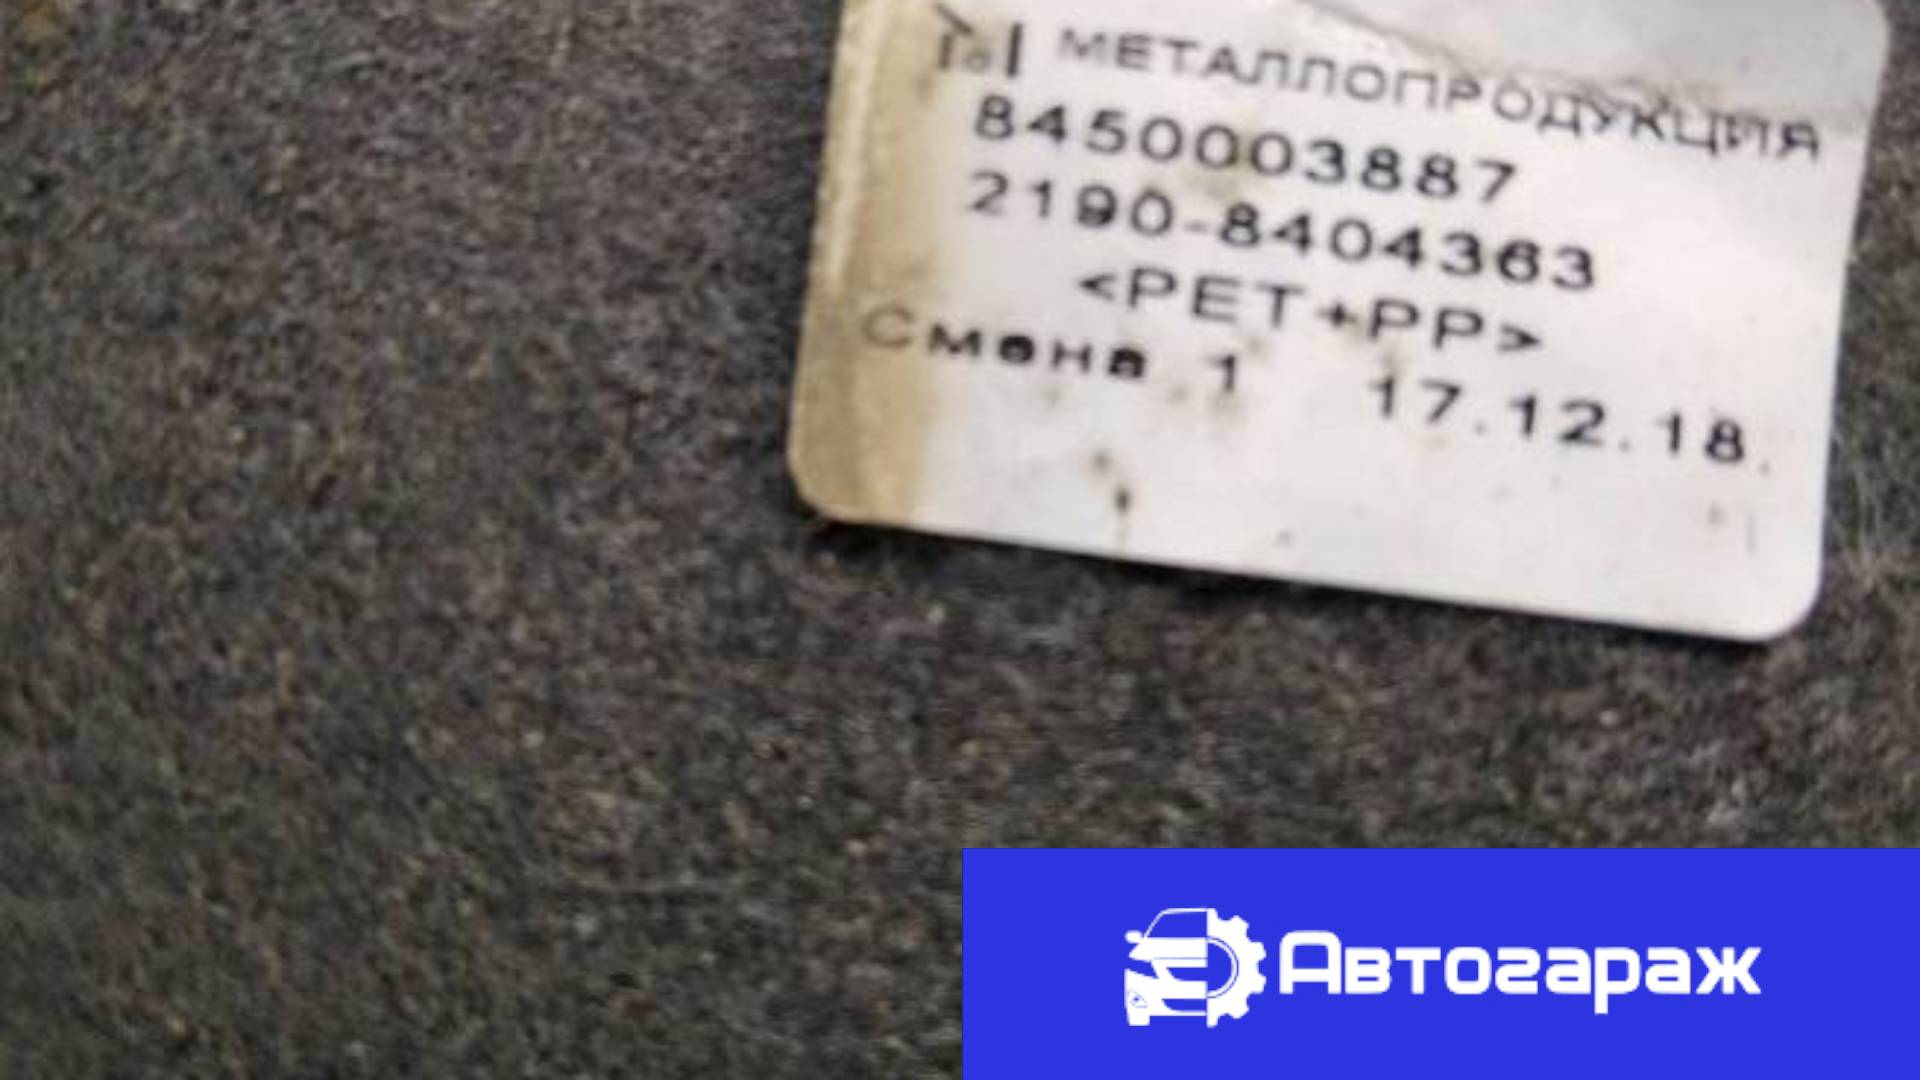 МЕТАЛЛОПРОДУКЦИЯ
8450003887
2190-8404363
<PET+PP>
Смена 1 17.12.18.
Автогараж